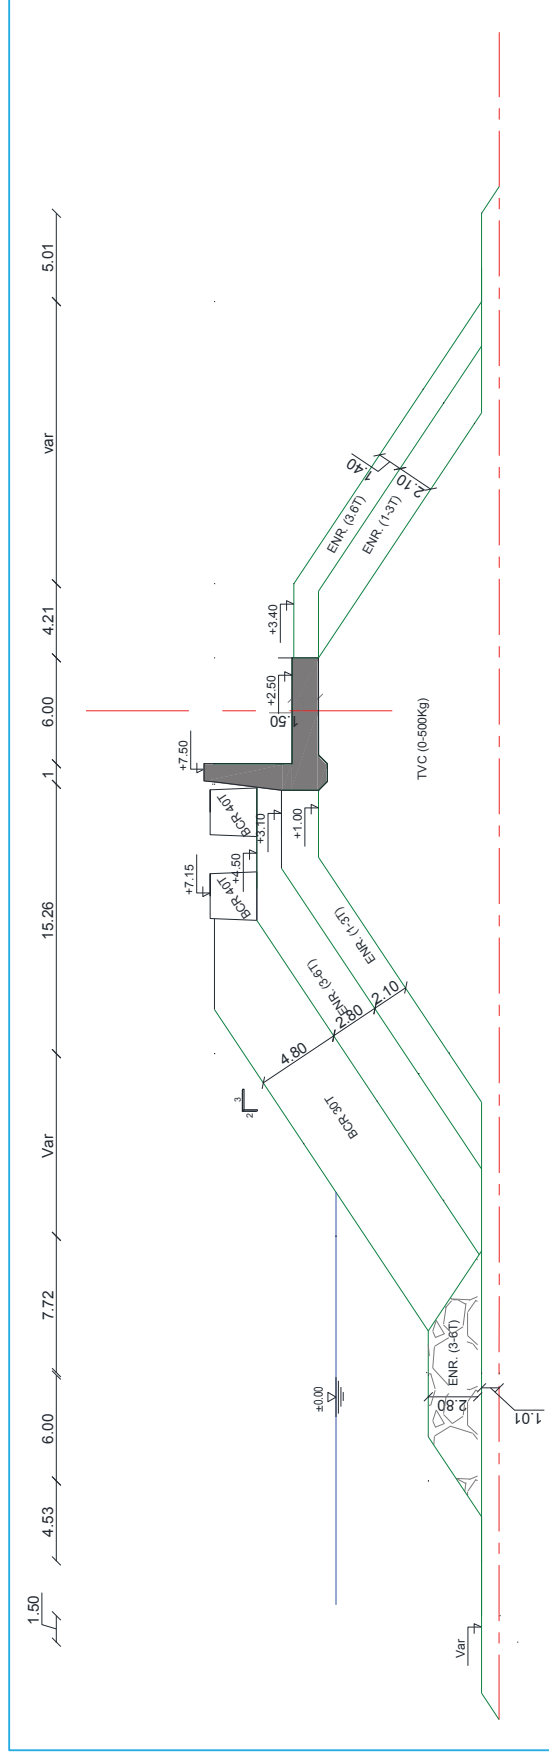 1.50
4.53
6.00
7.72
Var
15.26
1
6.00
4.21
var
5.01
+7.15
+7.50
BCR 40T
BCR 40T
+4.50
+3.10
+1.00
+2.50
1.50
+3.40
ENR. (3.6T)
ENR. (1-3T)
1.40
2.10
TVC (0-500Kg)
3
2
4.80
2.80
2.10
BCR 30T
ENR. (3-6T)
ENR. (1-3T)
±0.00
ENR. (3-6T)
2.80
1.01
Var